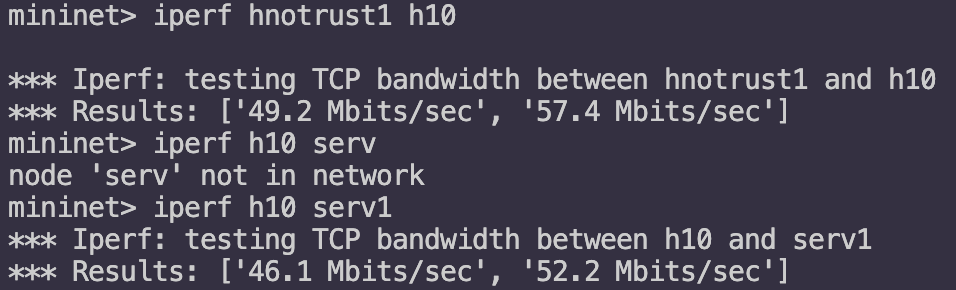 mininet> iperf hnotrust1 h10
*** Iperf: testing TCP bandwidth between hnotrust1 and h10
*** Results: ['49.2 Mbits/sec', '57.4 Mbits/sec']
mininet> iperf h10 serv
node 'serv' not in network
mininet> iperf h10 serv1
*** Iperf: testing TCP bandwidth between h10 and serv1
*** Results: ['46.1 Mbits/sec', '52.2 Mbits/sec']